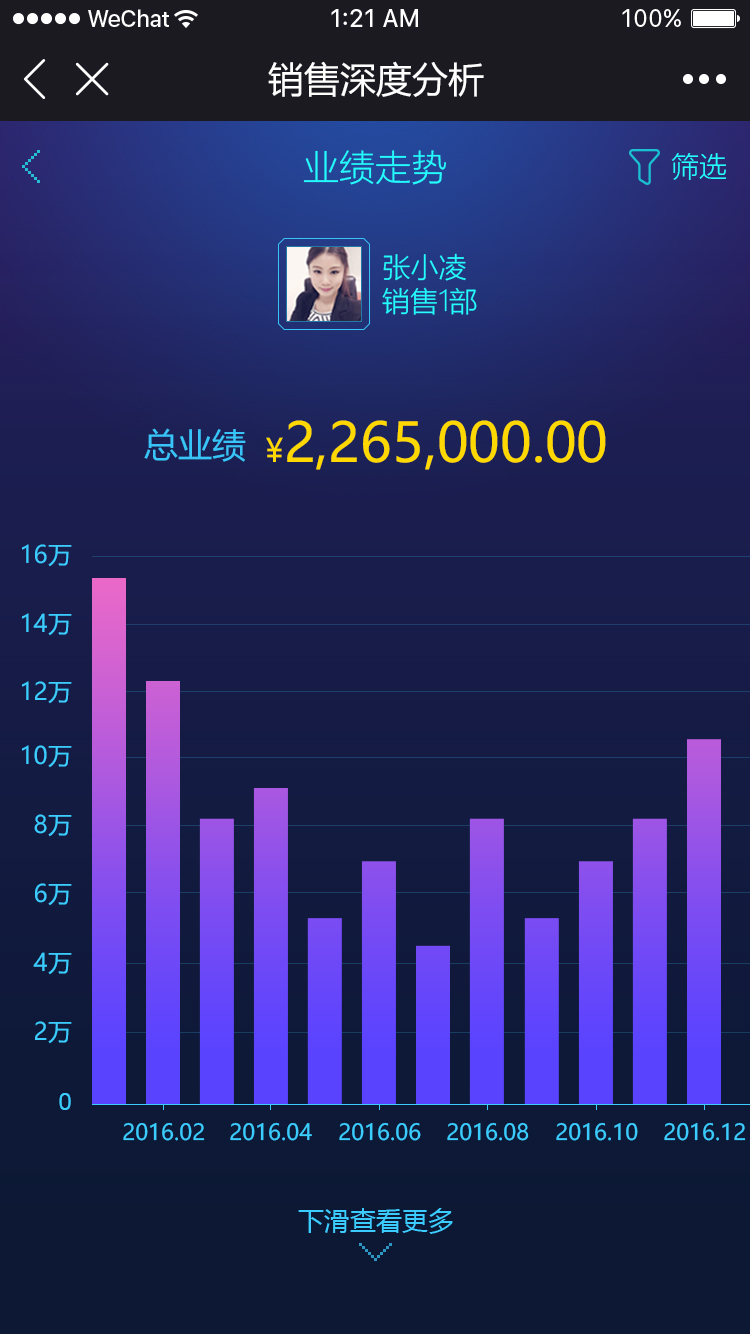 WeChat 1:21 AM 100%
销售深度分析
业绩走势 筛选
张小凌
销售1部
总业绩 ¥2,265,000.00
16万
14万
12万
10万
8万
6万
4万
2万
0
2016.02 2016.04 2016.06 2016.08 2016.10 2016.12
下滑查看更多